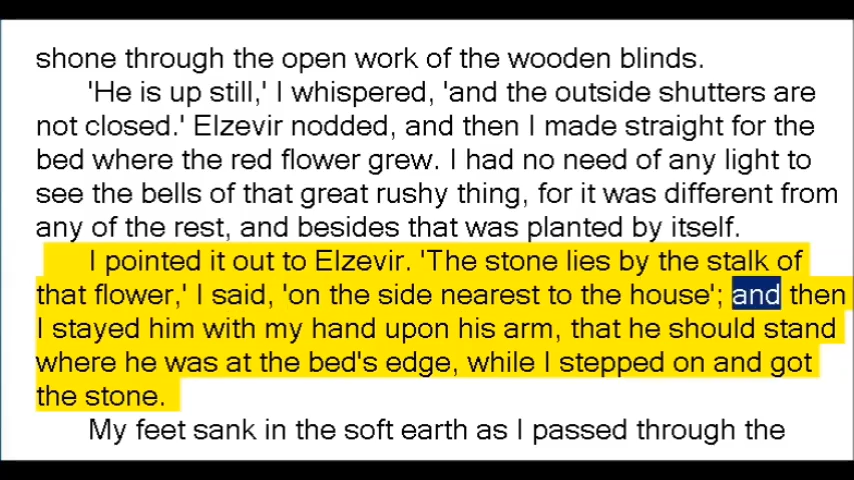 shone through the open work of the wooden blinds.
'He is up still,' I whispered, 'and the outside shutters are
not closed.' Elzevir nodded, and then I made straight for the
bed where the red flower grew. I had no need of any light to
see the bells of that great rushy thing, for it was different from
any of the rest, and besides that was planted by itself.
I pointed it out to Elzevir. 'The stone lies by the stalk of
that flower,' I said, 'on the side nearest to the house'; and then
I stayed him with my hand upon his arm, that he should stand
where he was at the bed's edge, while I stepped on and got
the stone.
My feet sank in the soft earth as I passed through the